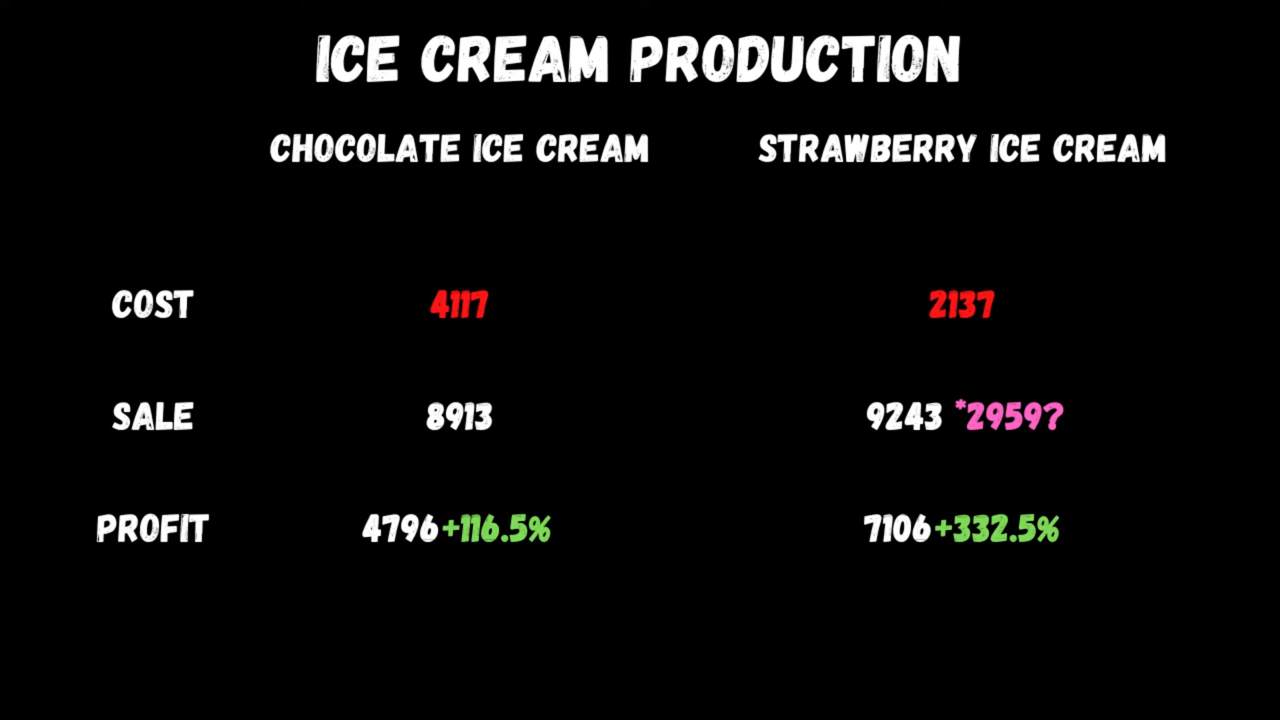 ICE CREAM PRODUCTION
CHOCOLATE ICE CREAM STRAWBERRY ICE CREAM
COST 4117 2137
SALE 8913 9243 *2959?
PROFIT 4796+116.5% 7106+332.5%